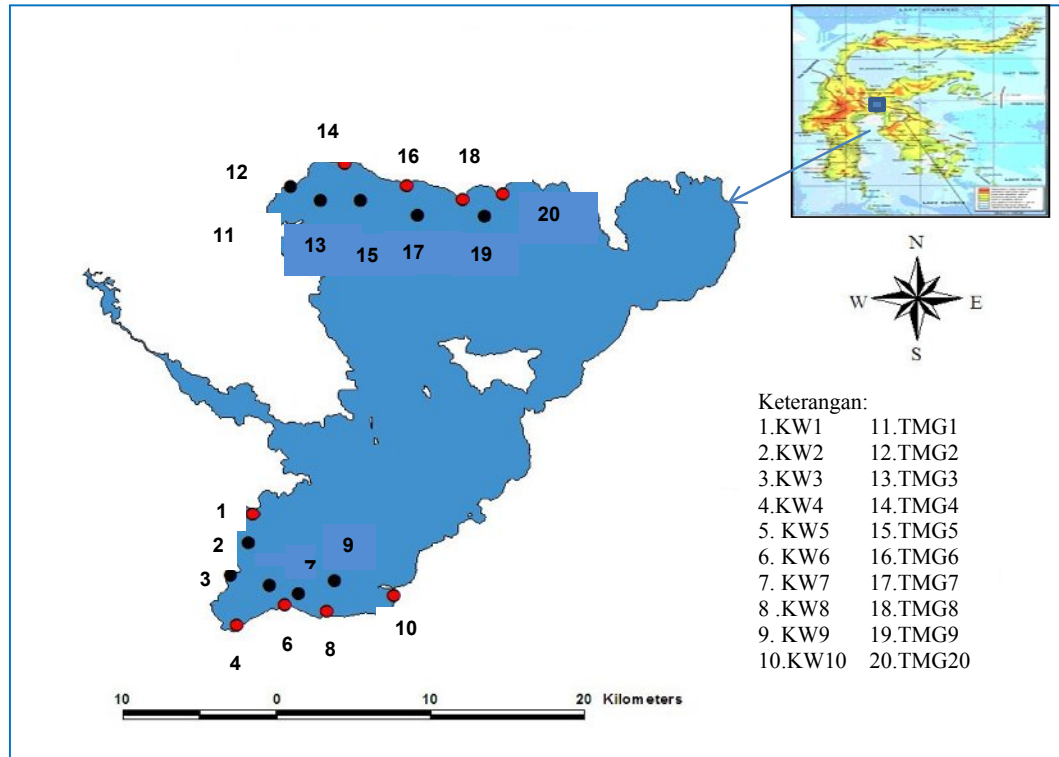 14
16
18
12
20
11
13
15
17
19
N
W
E
S
Keterangan:
1.KW1 11.TMG1
2.KW2 12.TMG2
3.KW3 13.TMG3
4.KW4 14.TMG4
5. KW5 15.TMG5
6. KW6 16.TMG6
7. KW7 17.TMG7
8 .KW8 18.TMG8
9. KW9 19.TMG9
10.KW10 20.TMG20
1
2
9
7
3
10
6
8
4
10 0 10 20 Kilometers